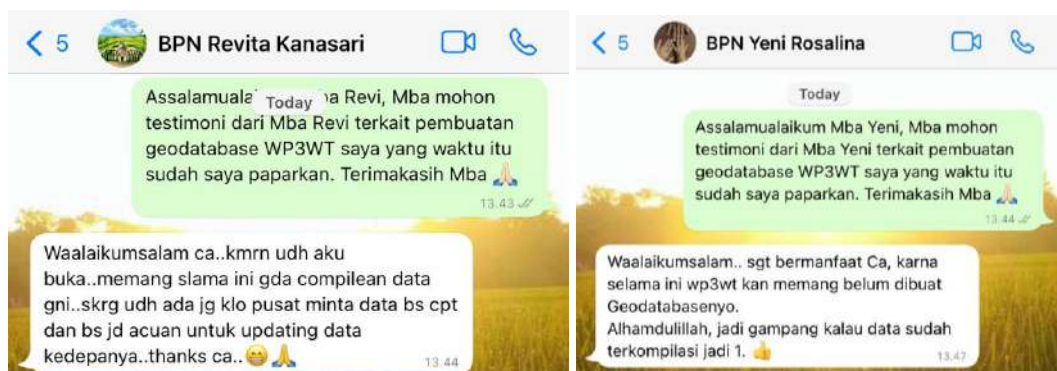 5 BPN Revita Kanasari
Today
Assalamuala a Revi, Mba mohon
testimoni dari Mba Revi terkait pembuatan
geodatabase WP3WT saya yang waktu itu
sudah saya paparkan. Terimakasih Mba 🙏🏻
13.43
Waalaikumsalam ca..kmrn udh aku
buka..memang slama ini gda compilean data
gni..skrg udh ada jg klo pusat minta data bs cpt
dan bs jd acuan untuk updating data
kedepanya..thanks ca..😁🙏
13.44
5 BPN Yeni Rosalina
Today
Assalamualaikum Mba Yeni, Mba mohon
testimoni dari Mba Yeni terkait pembuatan
geodatabase WP3WT saya yang waktu itu
sudah saya paparkan. Terimakasih Mba 🙏🏻
13.44
Waalaikumsalam.. sgt bermanfaat Ca, karna
selama ini wp3wt kan memang belum dibuat
Geodatabasenyo.
Alhamdulillah, jadi gampang kalau data sudah
terkompilasi jadi 1. 👍
13.47